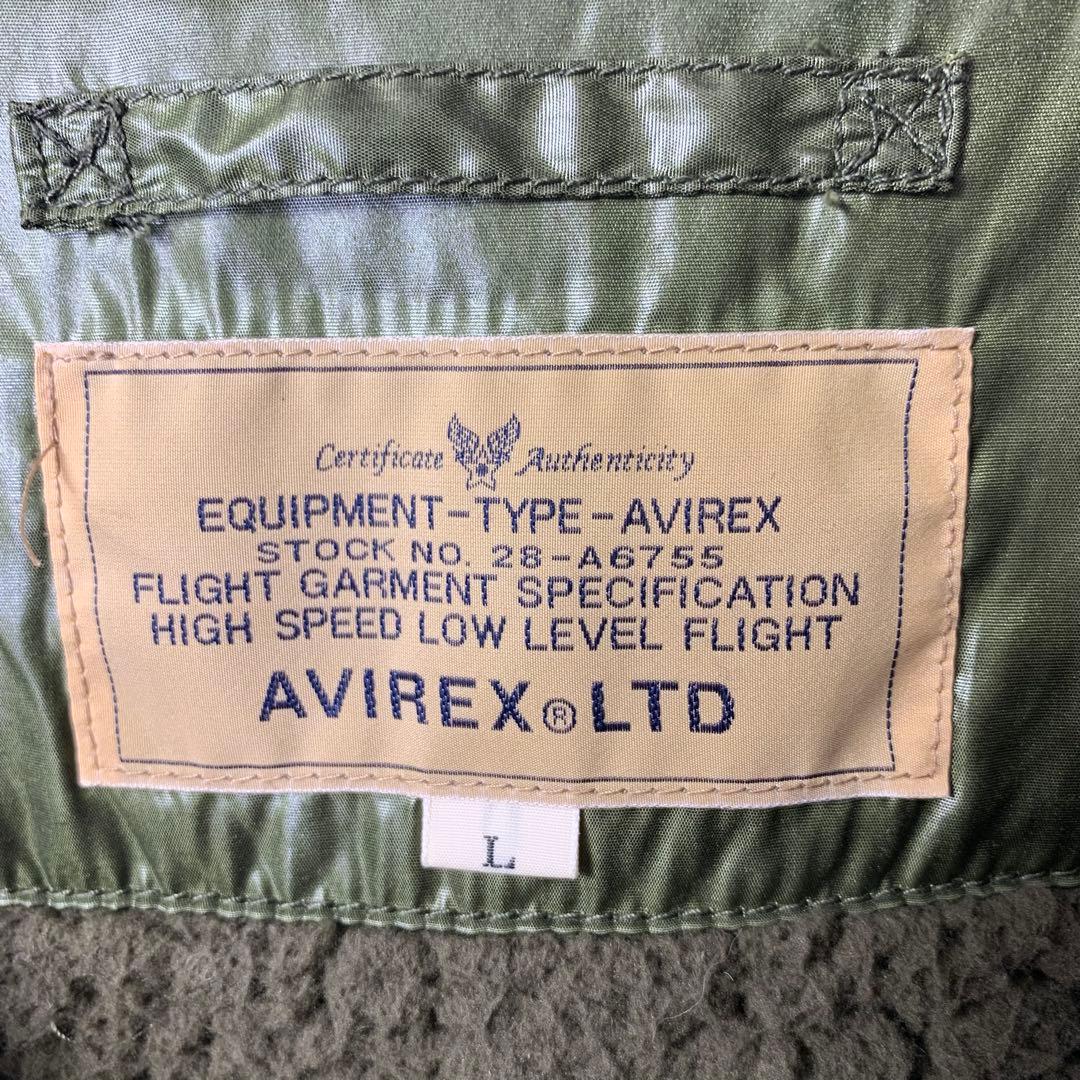 Certificate Authenticity
EQUIPMENT-TYPE-AVIREX
STOCK NO. 28-A6755
FLIGHT GARMENT SPECIFICATION
HIGH SPEED LOW LEVEL FLIGHT
AVIREX® LTD
L